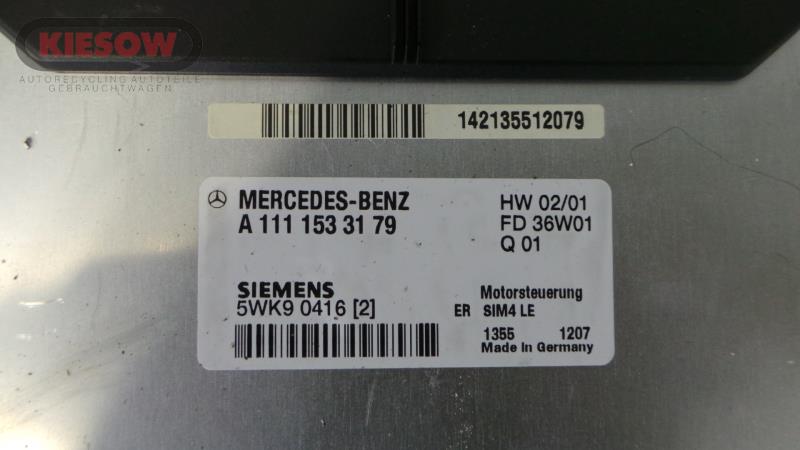 KIESOW
AUTORECYCLING AUTOTEILE
GEBRAUCHTWAGEN
142135512079
MERCEDES-BENZ HW 02/01
A 111 153 31 79 FD 36W01
Q 01
SIEMENS Motorsteuerung
5WK9 0416 [2] ER SIM4 LE
1355 1207
Made In Germany